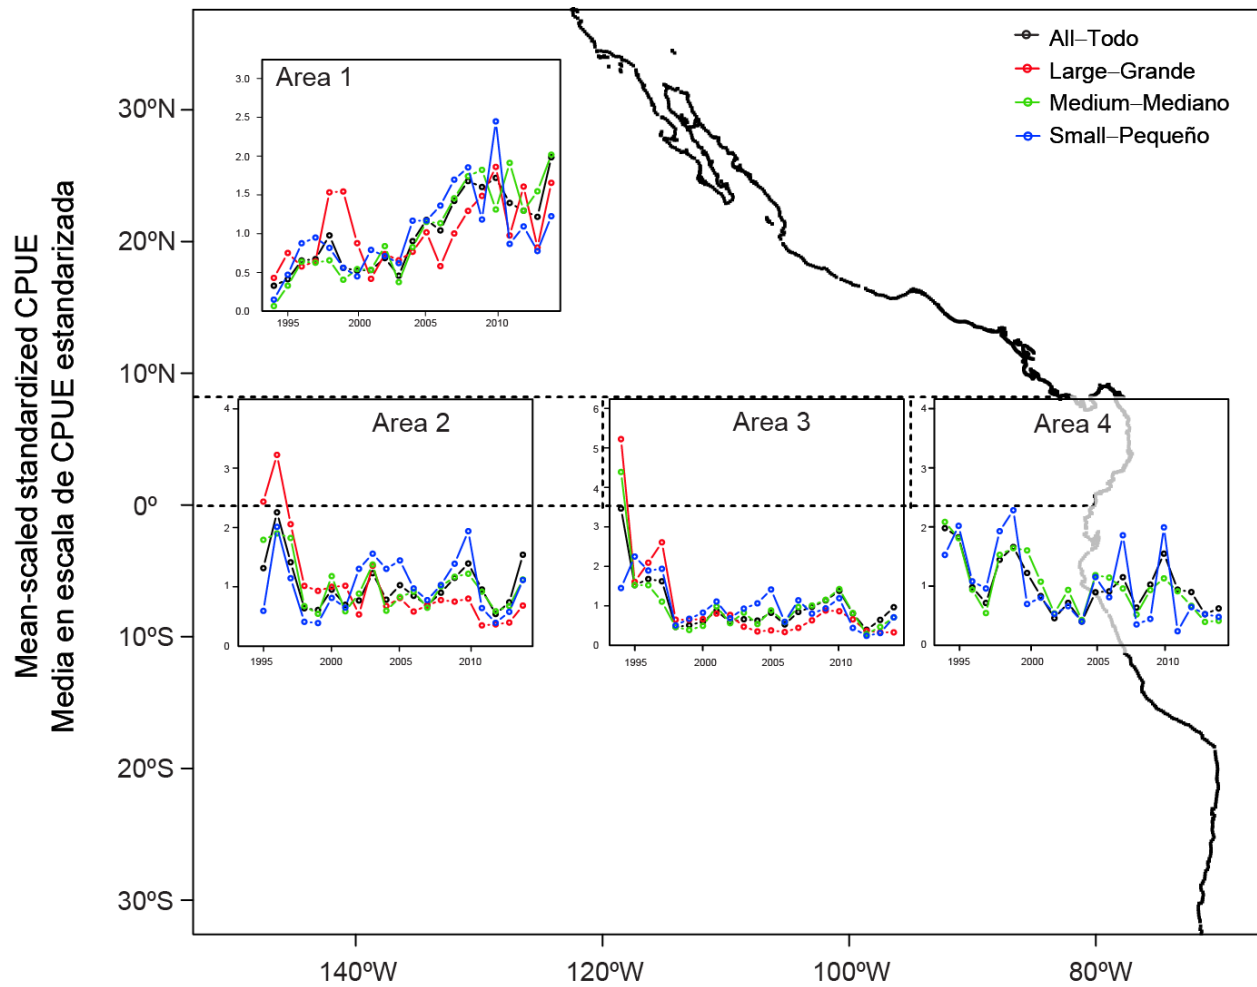 Mean-scaled standardized CPUE
Media en escala de CPUE estandarizada
30ºN
20ºN
10ºN
0º
10ºS
20ºS
30ºS
140ºW
120ºW
100ºW
80ºW
All–Todo
Large–Grande
Medium–Mediano
Small–Pequeño
Area 1
3.0
2.5
2.0
1.5
1.0
0.5
0.0
1995
2000
2005
2010
Area 2
4
3
2
1
0
1995
2000
2005
2010
Area 3
6
5
4
3
2
1
0
1995
2000
2005
2010
Area 4
4
3
2
1
0
1995
2000
2005
2010